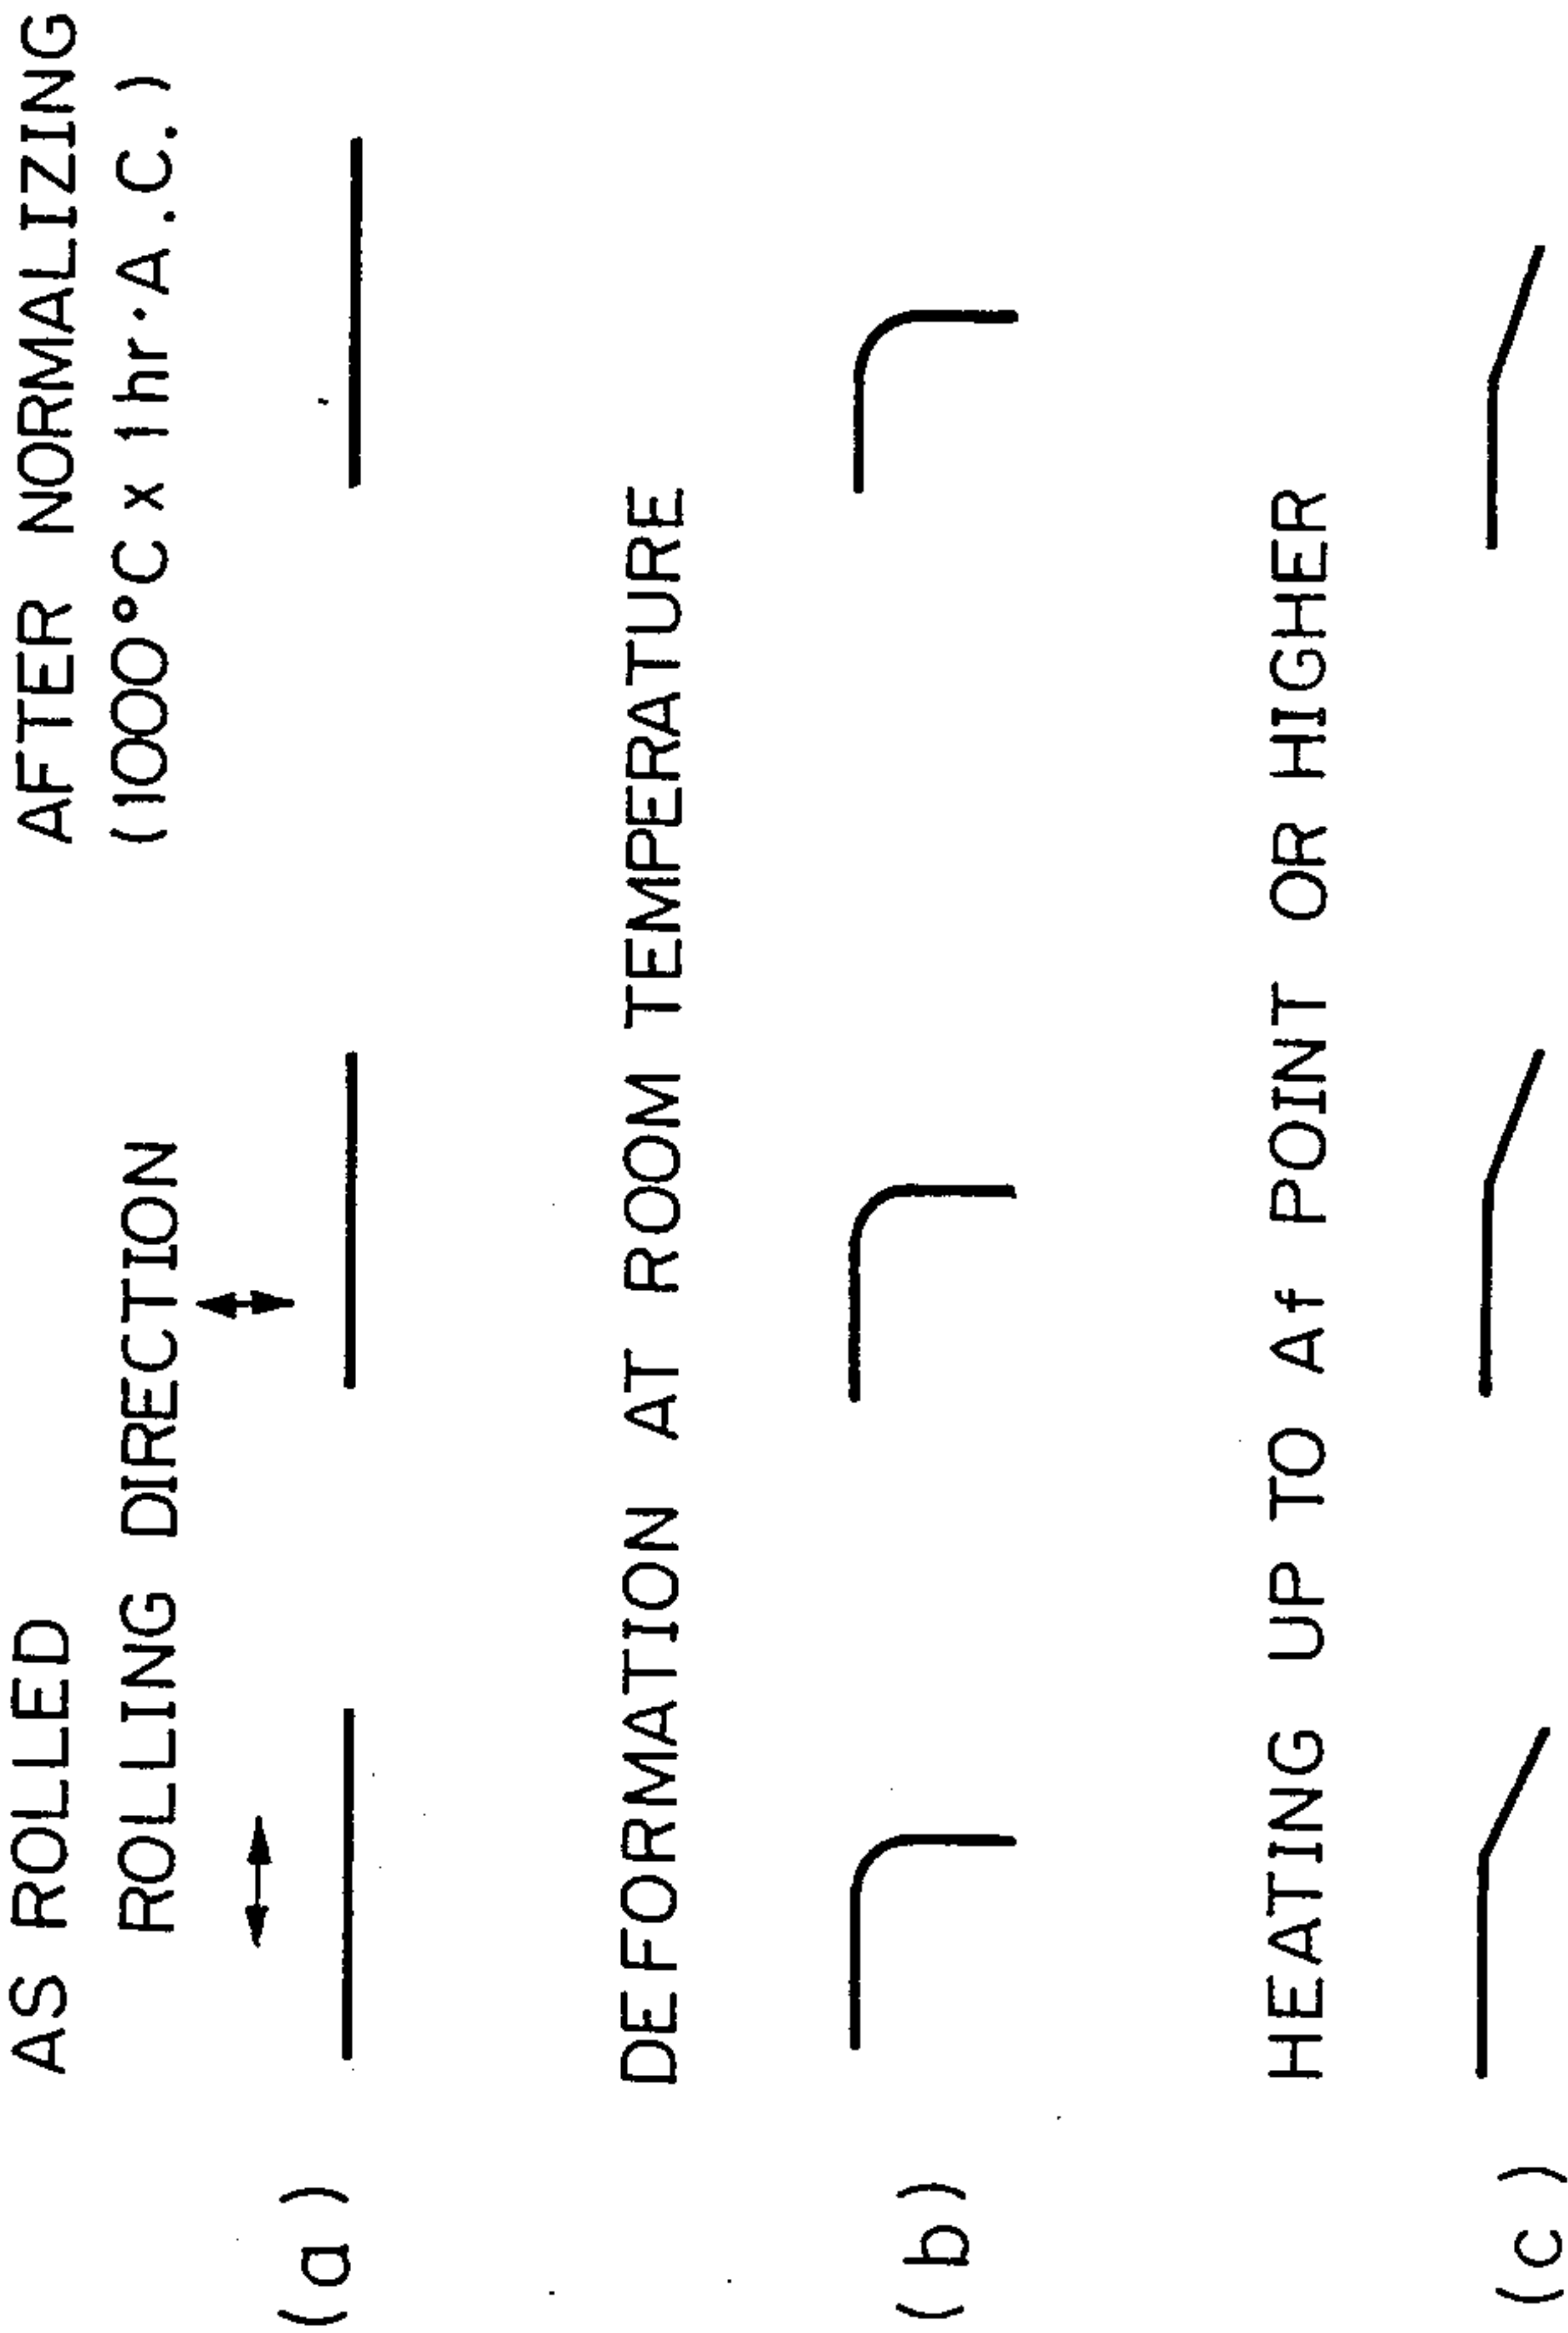 AS ROLLED
AFTER NORMALIZING
ROLLING DIRECTION
(1000°C x 1hr·A.C.)
(a)
DEFORMATION AT ROOM TEMPERATURE
(b)
HEATING UP TO Af POINT OR HIGHER
(c)